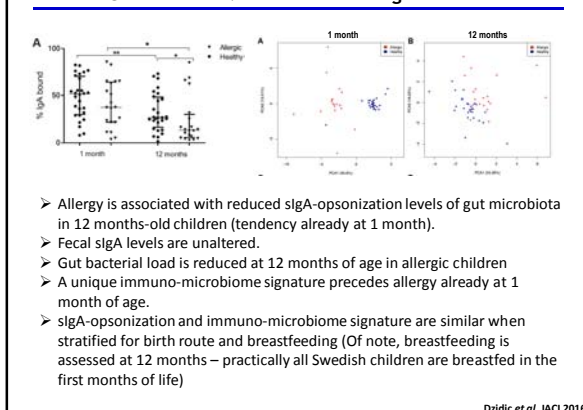 A
100
50
0
% IgA bound
**
*
*
Allergic
Healthy
1 month
12 months
A
1 month
B
12 months
➢ Allergy is associated with reduced sIgA-opsonization levels of gut microbiota
in 12 months-old children (tendency already at 1 month).
➢ Fecal sIgA levels are unaltered.
➢ Gut bacterial load is reduced at 12 months of age in allergic children
➢ A unique immuno-microbiome signature precedes allergy already at 1
month of age.
➢ sIgA-opsonization and immuno-microbiome signature are similar when
stratified for birth route and breastfeeding (Of note, breastfeeding is
assessed at 12 months – practically all Swedish children are breastfed in the
first months of life)
Dzidic et al JACI 2016